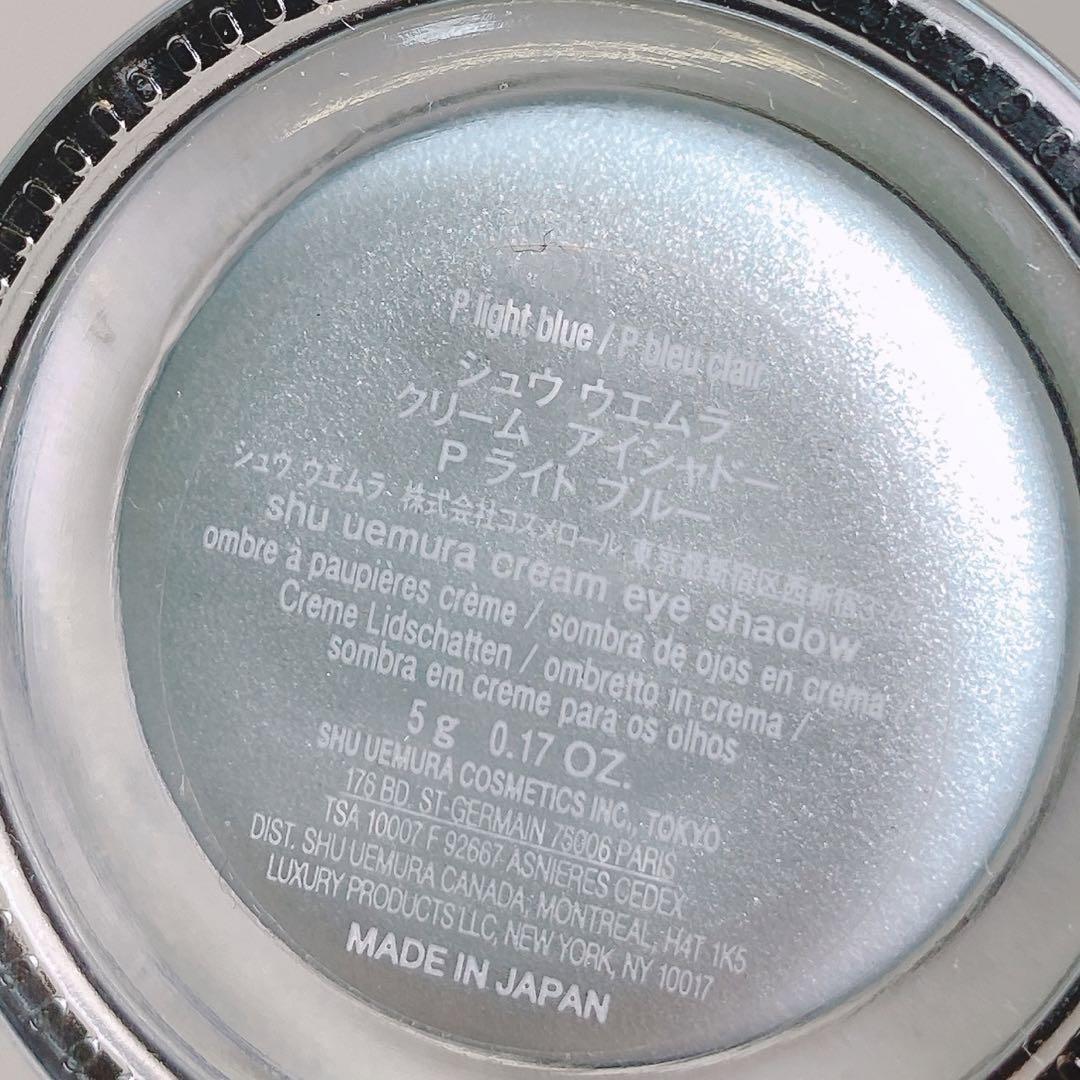 P light blue / P bleu clair
シュウ ウエムラ
クリーム アイシャドー
P ライト ブルー
シュウ ウエムラ 株式会社コスメロール 東京都新宿区西新宿3
shu uemura cream eye shadow
ombre à paupières crème / sombra de ojos en crema
Creme Lidschatten / ombretto in crema /
sombra em creme para os olhos
5 g 0.17 OZ.
SHU UEMURA COSMETICS INC., TOKYO
176 BD. ST-GERMAIN 75006 PARIS
TSA 10007 F 92667 ASNIERES CEDEX
DIST. SHU UEMURA CANADA, MONTREAL, H4T 1K5
LUXURY PRODUCTS LLC, NEW YORK, NY 10017
MADE IN JAPAN